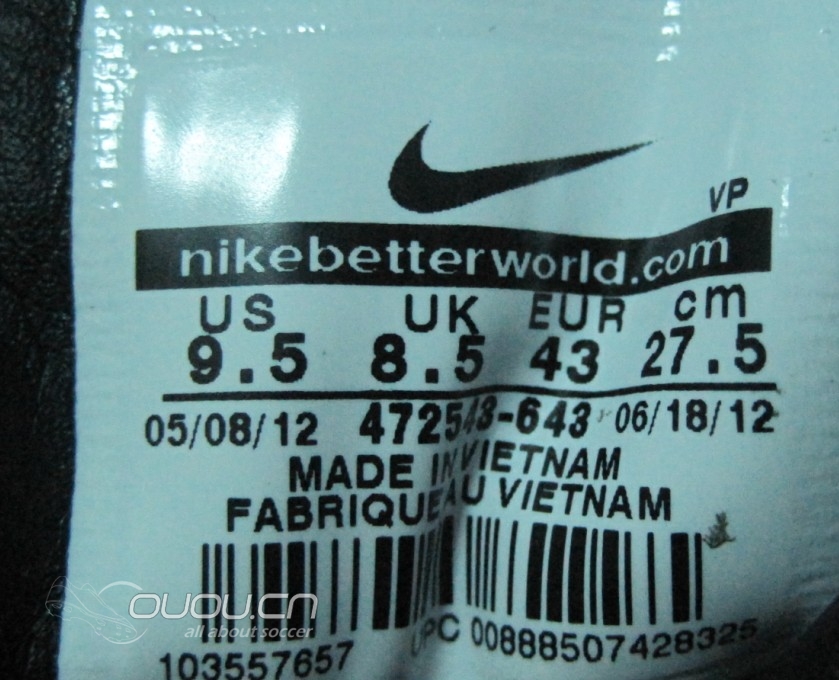 VP
nikebetterworld.com
US UK EUR cm
9.5 8.5 43 27.5
05/08/12 472543-643 06/18/12
MADE IN VIETNAM
FABRIQUE AU VIETNAM
OUOU.CN
all about soccer
103557657 UPC 00888507428325